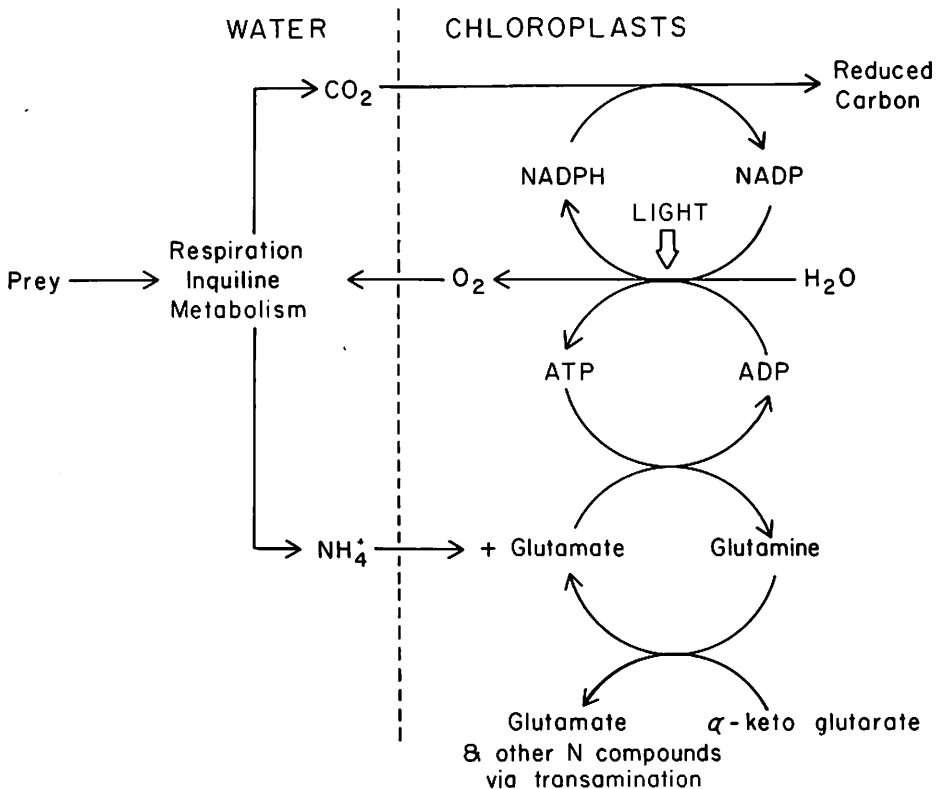 WATER
CHLOROPLASTS
CO₂
Reduced
Carbon
NADPH
NADP
LIGHT
Prey
Respiration
Inquiline
Metabolism
O₂
H₂O
ATP
ADP
NH₄⁺
+ Glutamate
Glutamine
Glutamate
& other N compounds
via transamination
α-keto glutarate